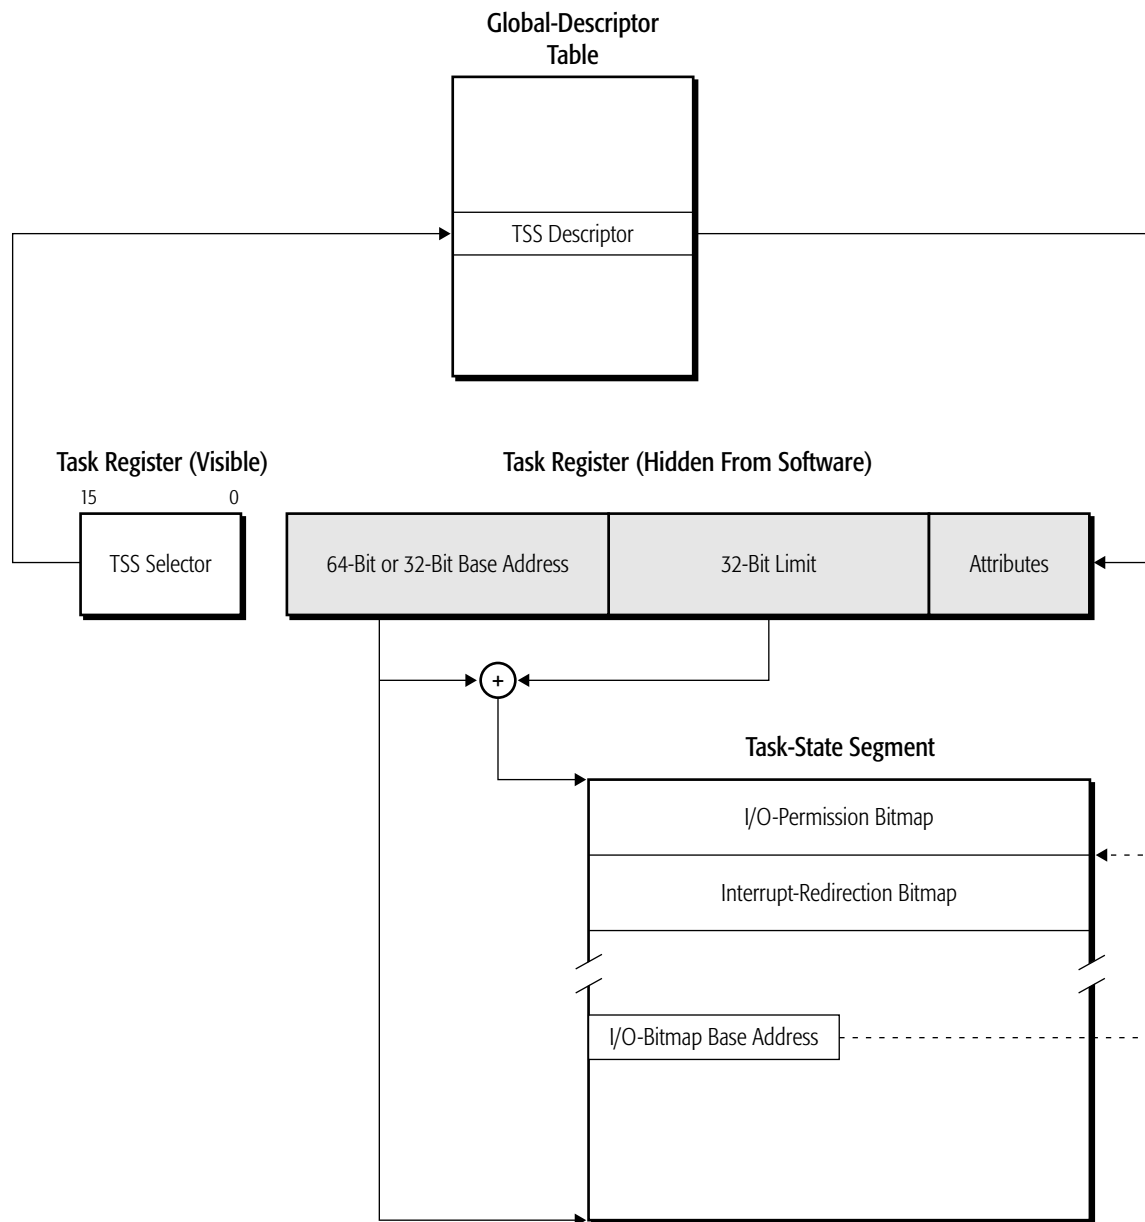 Global-Descriptor
Table
TSS Descriptor
Task Register (Visible)
Task Register (Hidden From Software)
15
0
TSS Selector
64-Bit or 32-Bit Base Address
32-Bit Limit
Attributes
+
Task-State Segment
I/O-Permission Bitmap
Interrupt-Redirection Bitmap
I/O-Bitmap Base Address